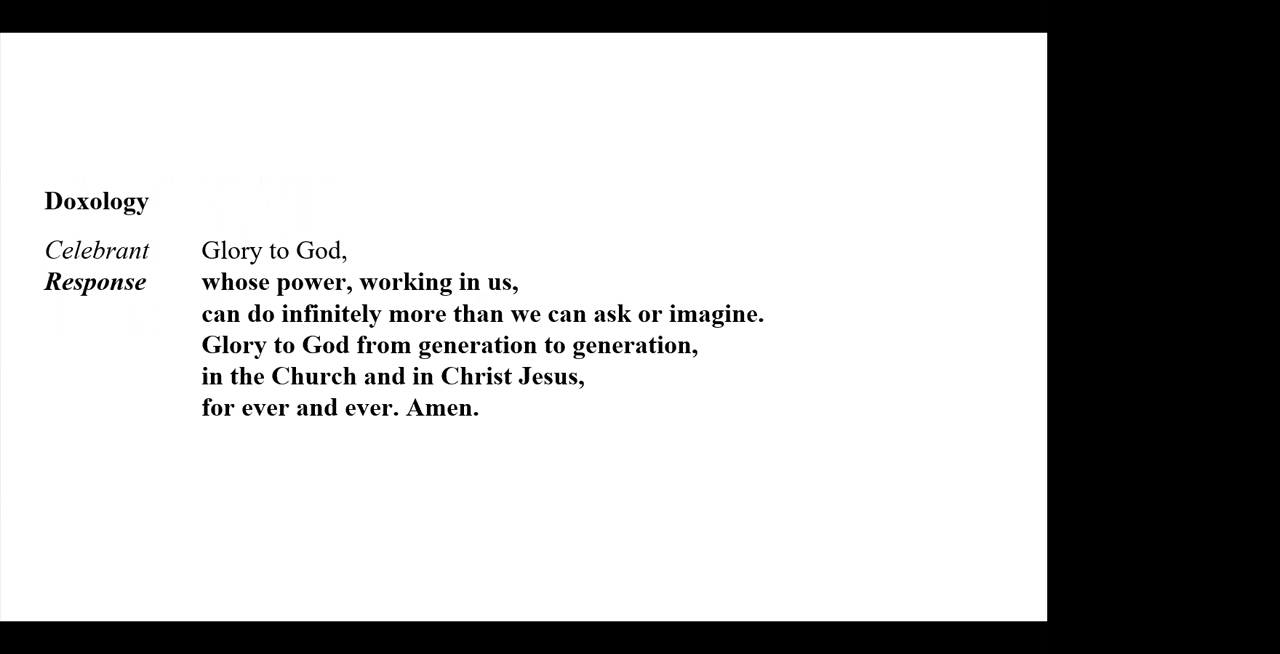 Doxology
Celebrant Glory to God,
Response whose power, working in us,
can do infinitely more than we can ask or imagine.
Glory to God from generation to generation,
in the Church and in Christ Jesus,
for ever and ever. Amen.